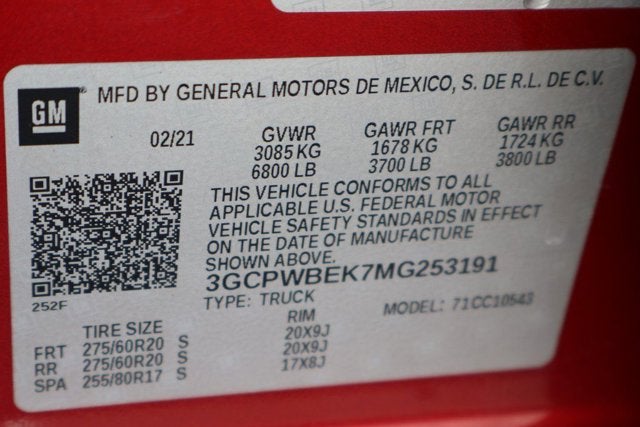 GM MFD BY GENERAL MOTORS DE MEXICO, S. DE R.L. DE C.V.
02/21 GVWR GAWR FRT GAWR RR
3085 KG 1678 KG 1724 KG
6800 LB 3700 LB 3800 LB
THIS VEHICLE CONFORMS TO ALL
APPLICABLE U.S. FEDERAL MOTOR
VEHICLE SAFETY STANDARDS IN EFFECT
ON THE DATE OF MANUFACTURE
SHOWN ABOVE.
3GCPWBEK7MG253191
252F
TYPE: TRUCK MODEL: 71CC10543
TIRE SIZE RIM
FRT 275/60R20 S 20X9J
RR 275/60R20 S 20X9J
SPA 255/80R17 S 17X8J